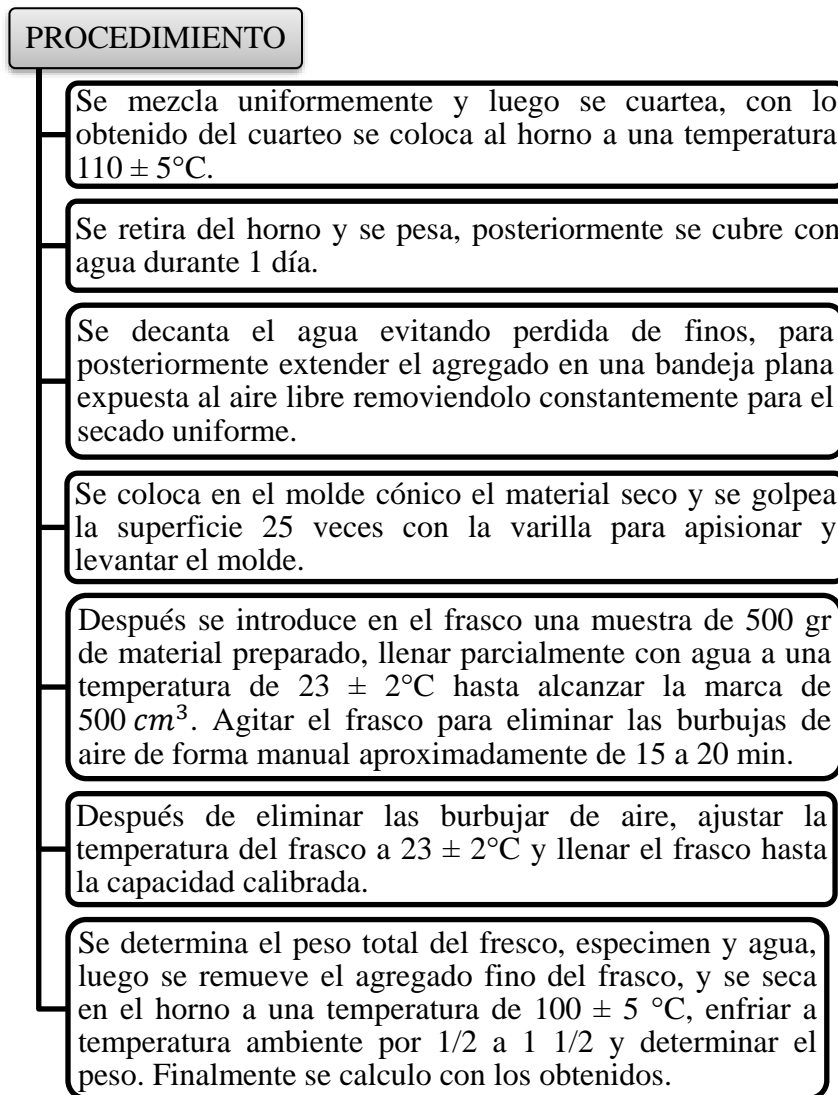 PROCEDIMIENTO
Se mezcla uniformemente y luego se cuartea, con lo
obtenido del cuarteo se coloca al horno a una temperatura
110 ± 5°C.
Se retira del horno y se pesa, posteriormente se cubre con
agua durante 1 día.
Se decanta el agua evitando perdida de finos, para
posteriormente extender el agregado en una bandeja plana
expuesta al aire libre removiendolo constantemente para el
secado uniforme.
Se coloca en el molde cónico el material seco y se golpea
la superficie 25 veces con la varilla para apisionar y
levantar el molde.
Después se introduce en el frasco una muestra de 500 gr
de material preparado, llenar parcialmente con agua a una
temperatura de 23 ± 2°C hasta alcanzar la marca de
500 cm³. Agitar el frasco para eliminar las burbujas de
aire de forma manual aproximadamente de 15 a 20 min.
Después de eliminar las burbujar de aire, ajustar la
temperatura del frasco a 23 ± 2°C y llenar el frasco hasta
la capacidad calibrada.
Se determina el peso total del fresco, especimen y agua,
luego se remueve el agregado fino del frasco, y se seca
en el horno a una temperatura de 100 ± 5 °C, enfriar a
temperatura ambiente por 1/2 a 1 1/2 y determinar el
peso. Finalmente se calculo con los obtenidos.